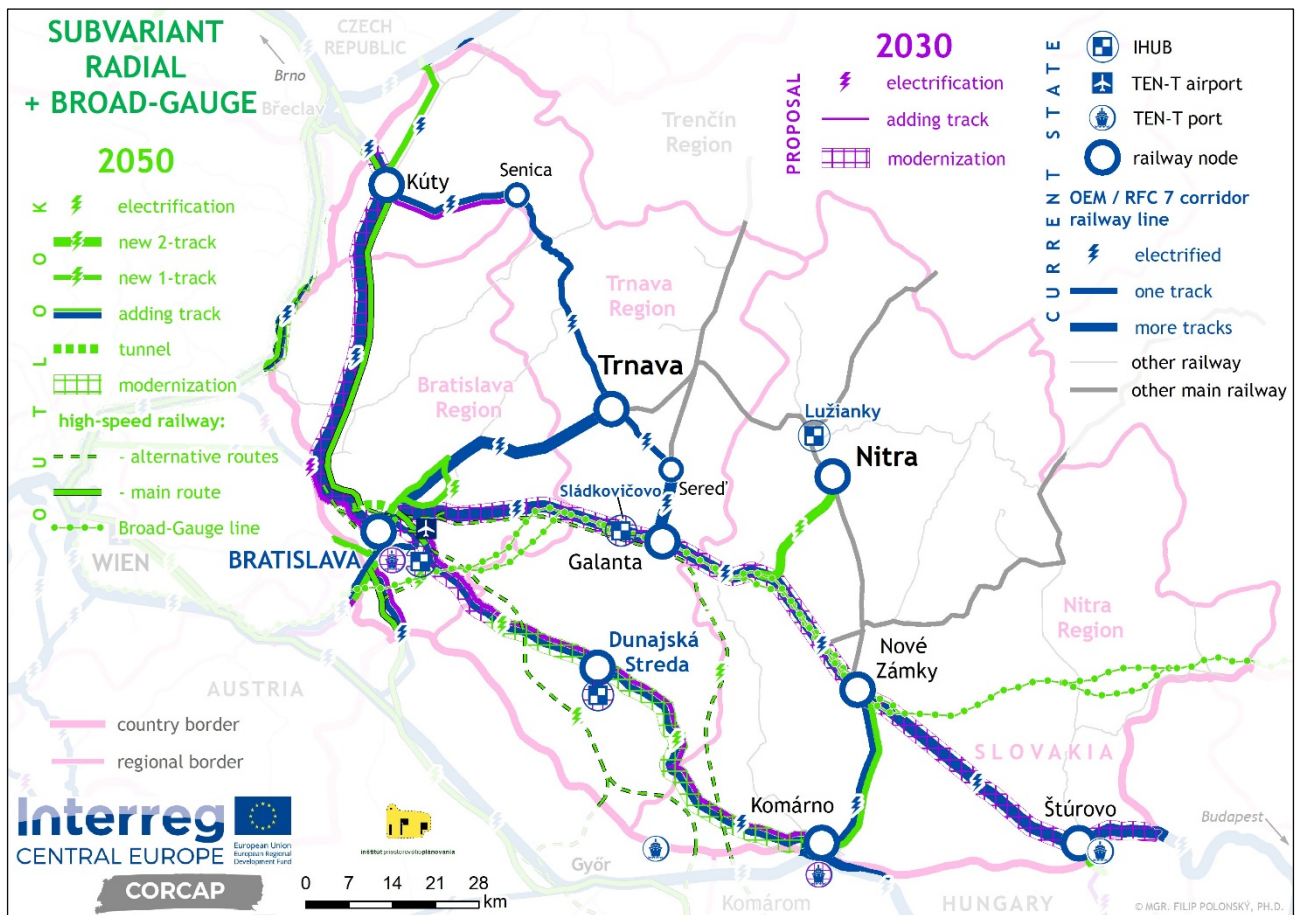 SUBVARIANT
RADIAL
+ BROAD-GAUGE
2050
OUTLOOK
electrification
new 2-track
new 1-track
adding track
tunnel
modernization
high-speed railway:
- alternative routes
- main route
Broad-Gauge line
2030
PROPOSAL
electrification
adding track
modernization
CURRENT STATE
IHUB
TEN-T airport
TEN-T port
railway node
OEM / RFC 7 corridor
railway line
electrified
one track
more tracks
other railway
other main railway
CZECH
REPUBLIC
Brno
Břeclav
Trenčín
Region
Kúty
Senica
Trnava
Region
Trnava
Bratislava
Region
Lužianky
Nitra
Sereď
Sládkovičovo
Galanta
BRATISLAVA
WIEN
Dunajská
Streda
Nové
Zámky
Nitra
Region
AUSTRIA
SLOVAKIA
country border
regional border
Komárno
Štúrovo
Budapest
Győr
Komárom
HUNGARY
Interreg
CENTRAL EUROPE
European Union
European Regional
Development Fund
inštitút priestorového plánovania
CORCAP
0 7 14 21 28
km
© MGR. FILIP POLONSKÝ, PH.D.